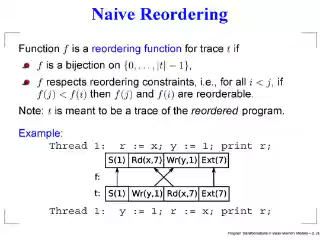 Naive Reordering
Function f is a reordering function for trace t if
f is a bijection on {0, . . . , |t| − 1},
f respects reordering constraints, i.e., for all i < j, if
f(j) < f(i) then f(j) and f(i) are reorderable.
Note: t is meant to be a trace of the reordered program.
Example:
Thread 1: r := x; y := 1; print r;
S(1) Rd(x,7) Wr(y,1) Ext(7)
f:
t: S(1) Wr(y,1) Rd(x,7) Ext(7)
Thread 1: y := 1; r := x; print r;